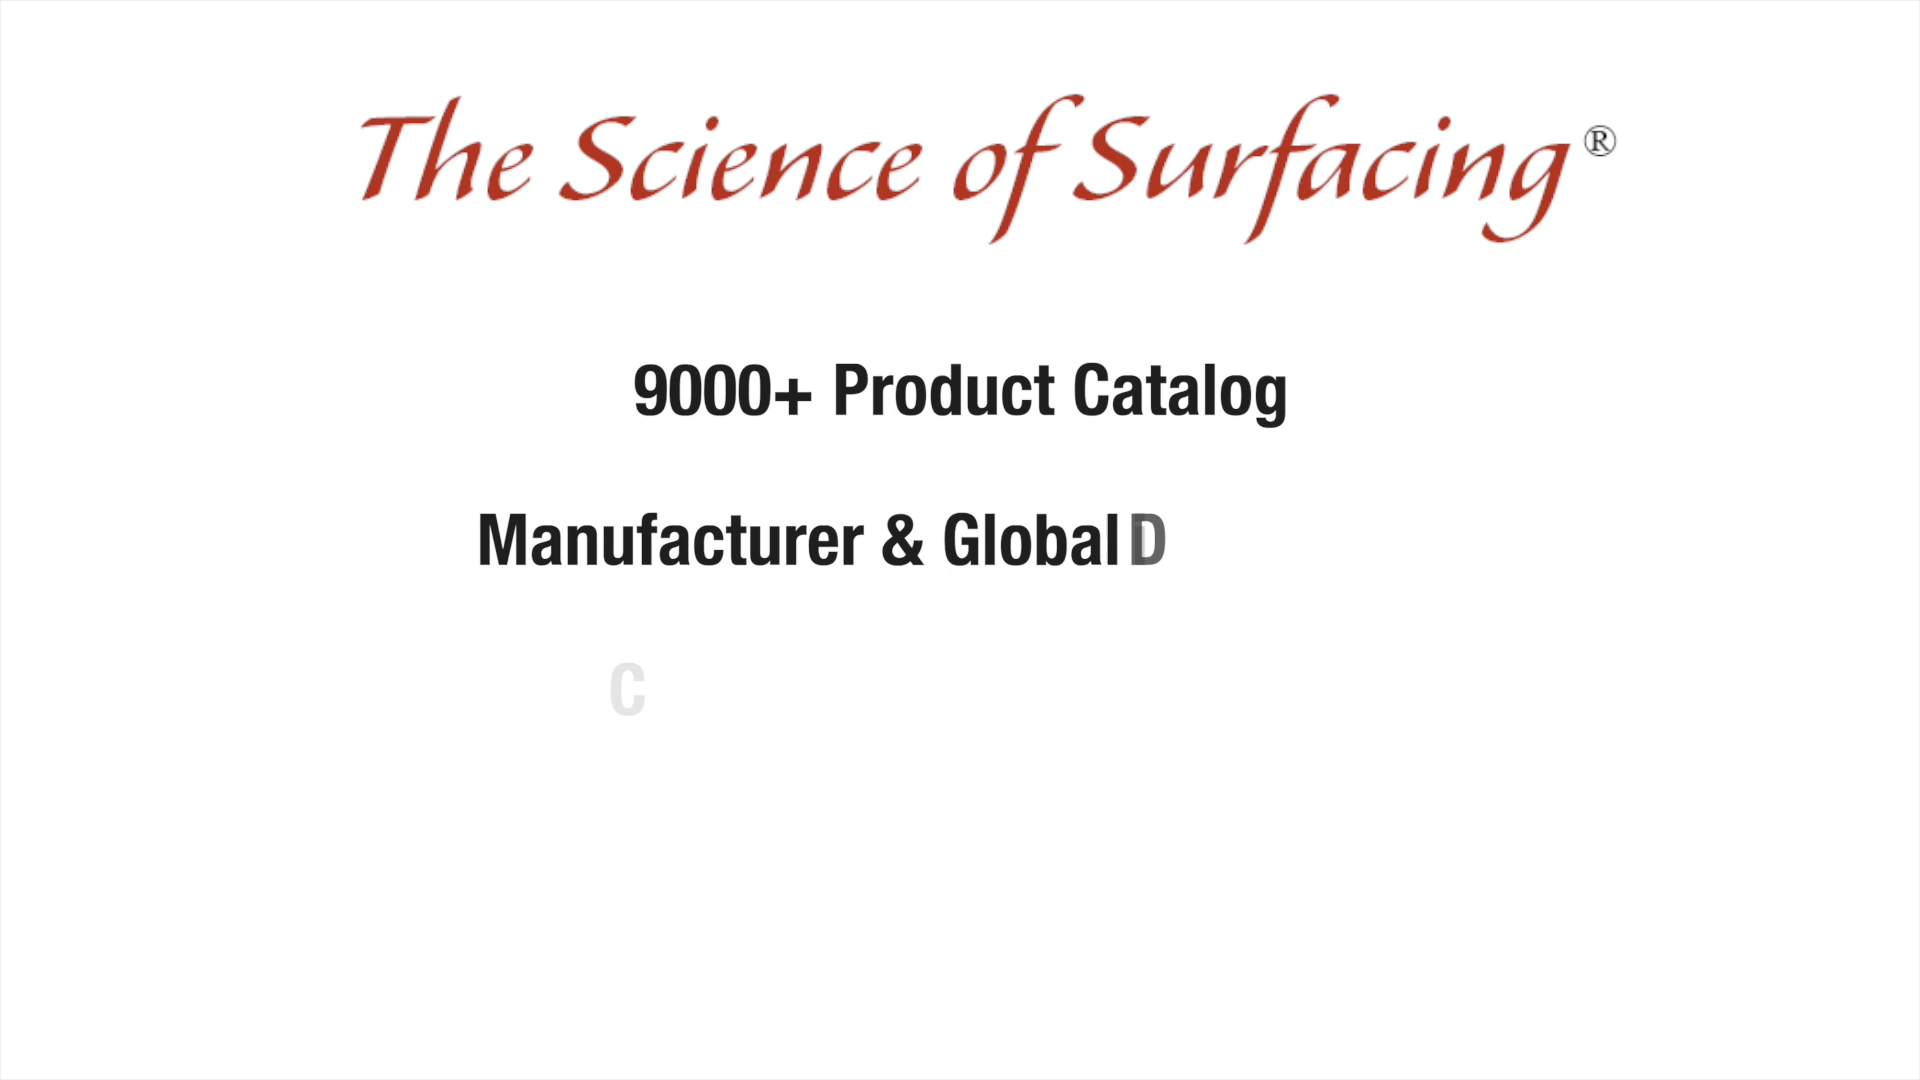 The Science of Surfacing®
9000+ Product Catalog
Manufacturer & Global D
C